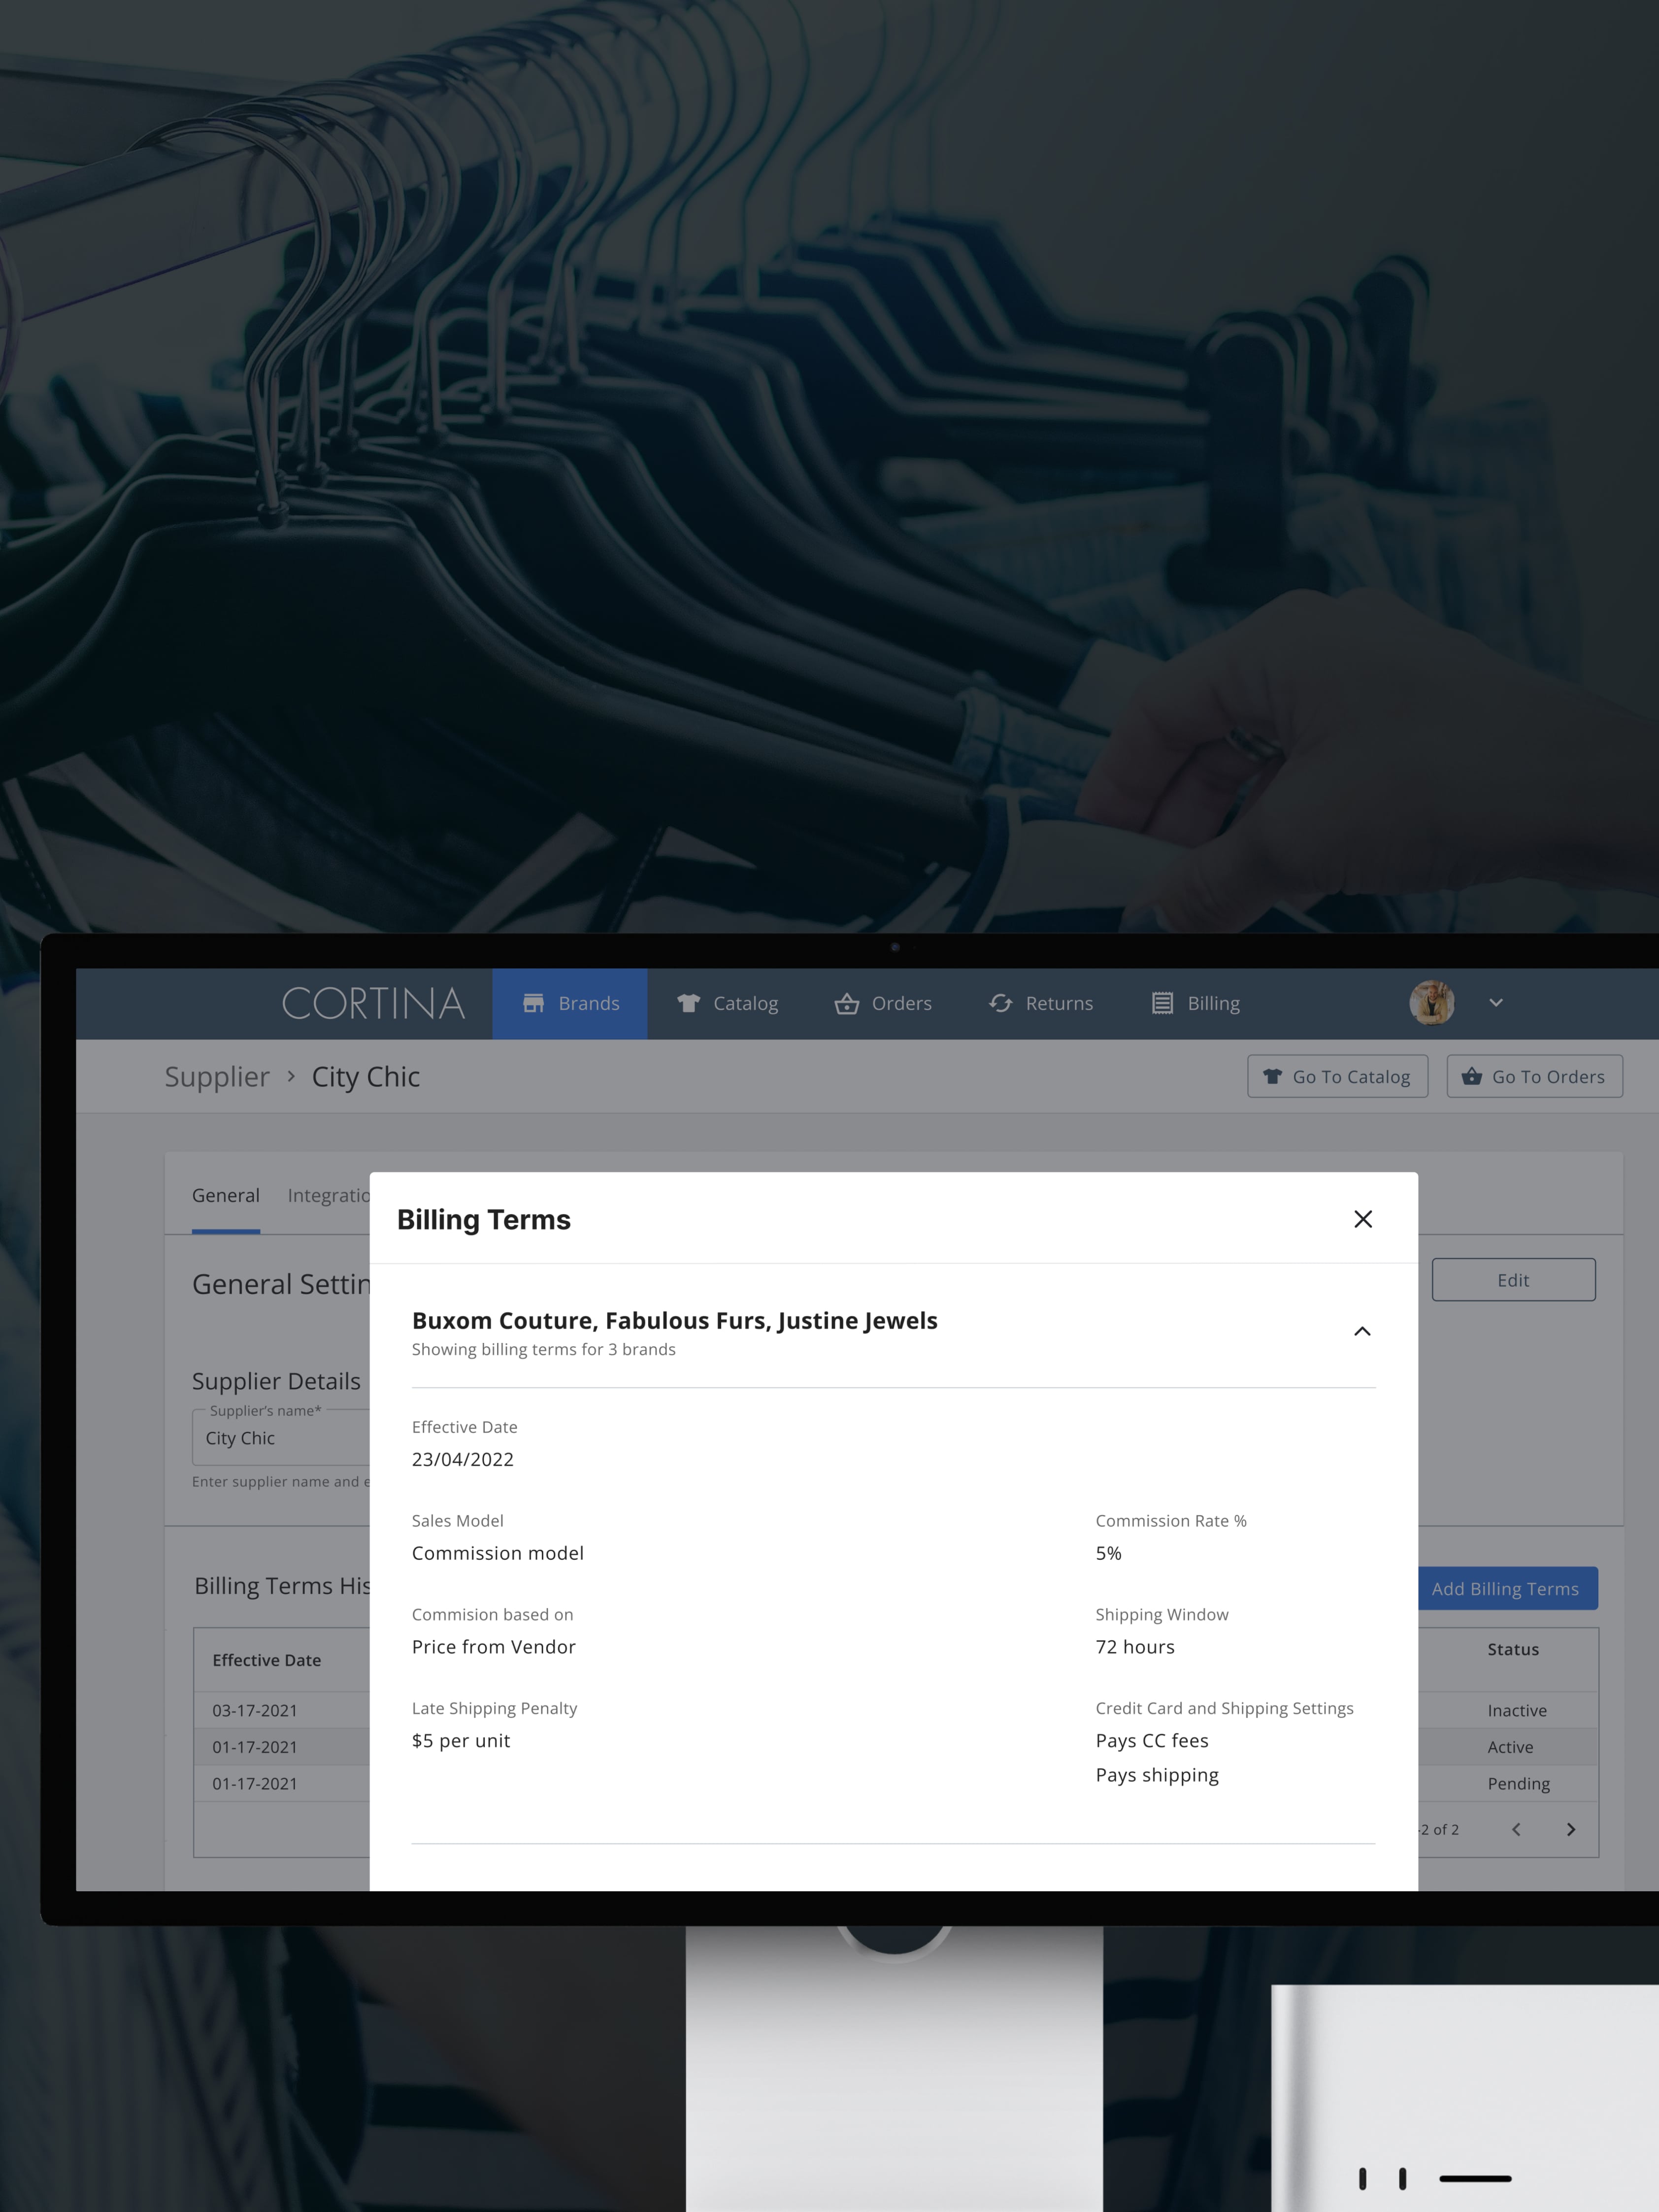 CORTINA Brands Catalog Orders Returns Billing
Supplier > City Chic Go To Catalog Go To Orders
General Integratio
Billing Terms
General Settin
Edit
Buxom Couture, Fabulous Furs, Justine Jewels
Showing billing terms for 3 brands
Supplier Details
Supplier's name*
City Chic
Enter supplier name and e
Effective Date
23/04/2022
Sales Model Commission Rate %
Commission model 5%
Billing Terms His Add Billing Terms
Commision based on Shipping Window
Price from Vendor 72 hours
Effective Date Status
Late Shipping Penalty Credit Card and Shipping Settings
$5 per unit Pays CC fees
Pays shipping
03-17-2021 Inactive
01-17-2021 Active
01-17-2021 Pending
-2 of 2